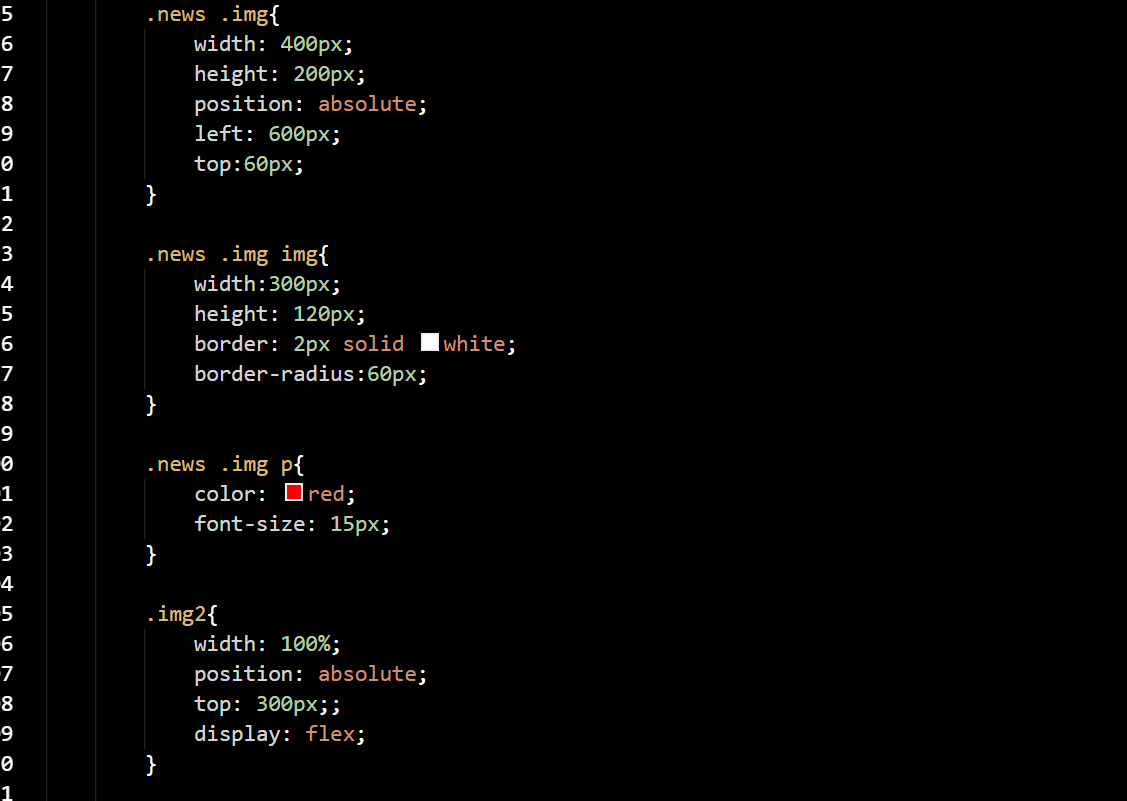 5 .news .img{
6 width: 400px;
7 height: 200px;
8 position: absolute;
9 left: 600px;
0 top:60px;
1 }
2
3 .news .img img{
4 width:300px;
5 height: 120px;
6 border: 2px solid white;
7 border-radius:60px;
8 }
9
0 .news .img p{
1 color: red;
2 font-size: 15px;
3 }
4
5 .img2{
6 width: 100%;
7 position: absolute;
8 top: 300px;;
9 display: flex;
0 }
1